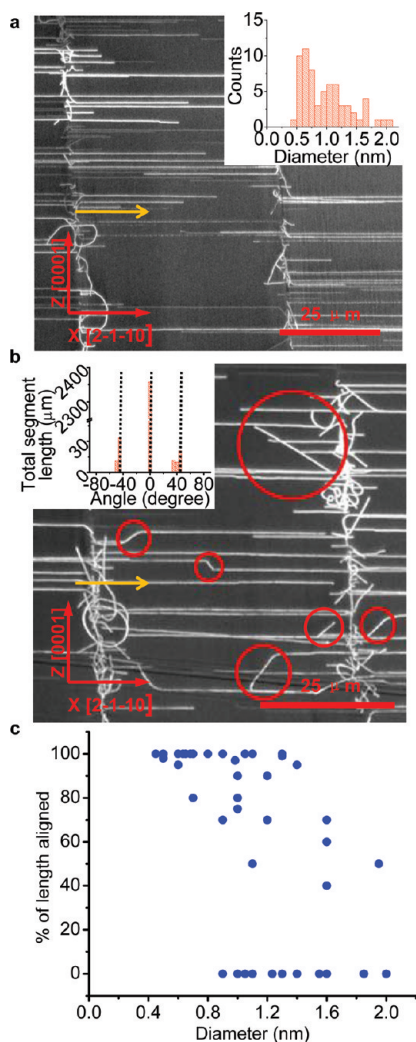 a
15
10
5
0
Counts
0.0 0.5 1.0 1.5 2.0
Diameter (nm)
Z [0001]
X [2-1-10]
25 μm
b
2400
2300
30
0
Total segment
length (μm)
-80 -40 0 40 80
Angle (degree)
Z [0001]
X [2-1-10]
25 μm
c
100
80
60
40
20
0
% of length aligned
0.0 0.4 0.8 1.2 1.6 2.0
Diameter (nm)